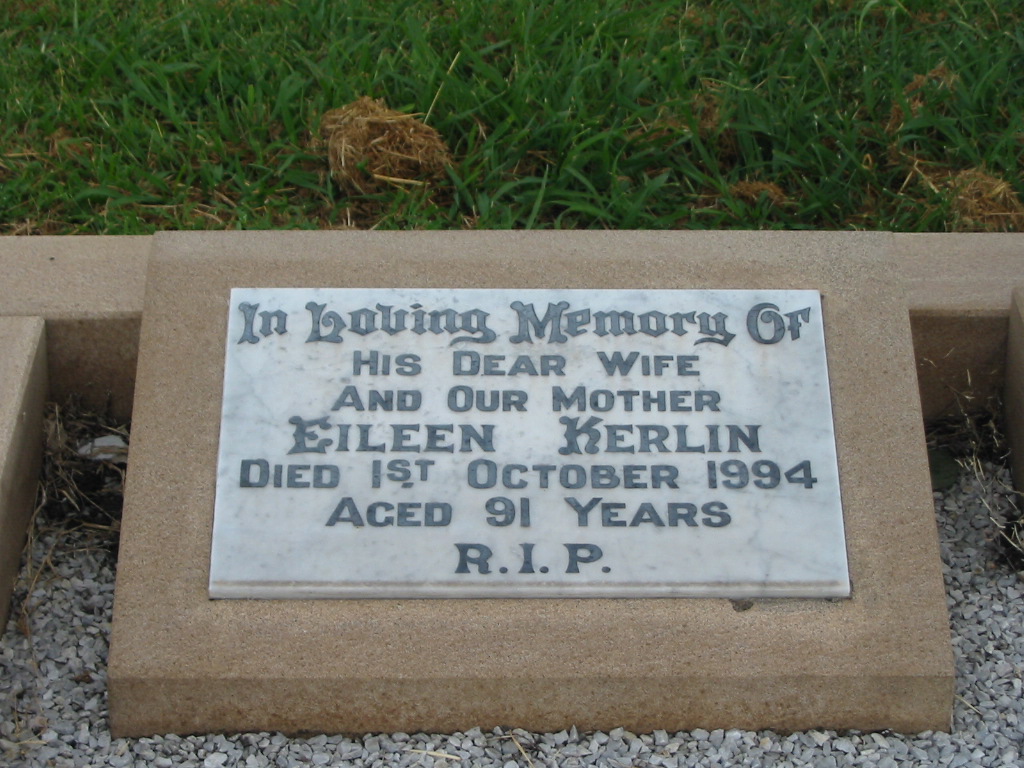 In Loving Memory Of
His Dear Wife
And Our Mother
Eileen Kerlin
Died 1st October 1994
Aged 91 Years
R.I.P.